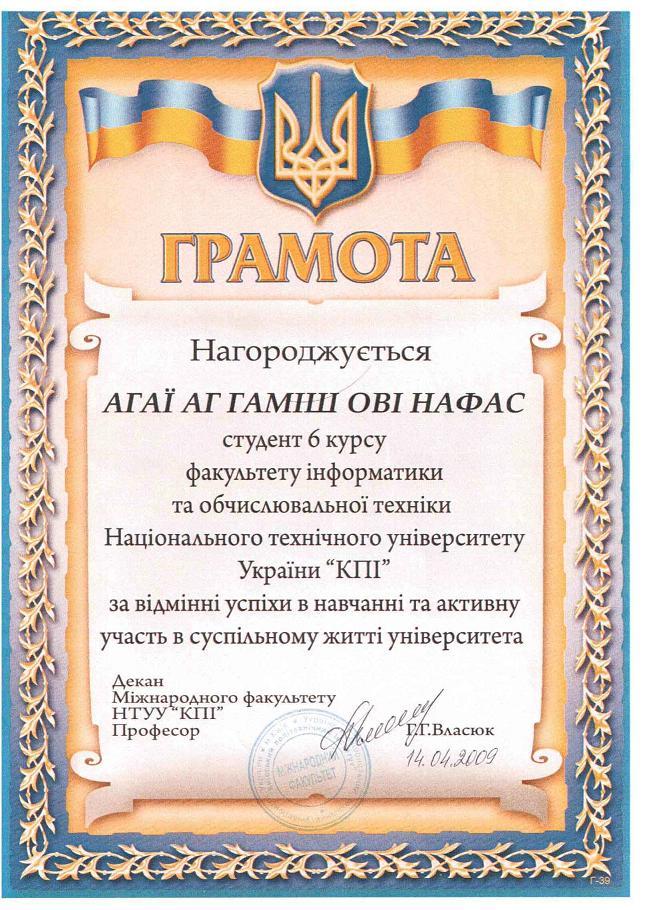 ГРАМОТА
Нагороджується
АГАЇ АГ ГАМІШ ОВІ НАФАС
студент 6 курсу
факультету інформатики
та обчислювальної техніки
Національного технічного університету
України “КПІ”
за відмінні успіхи в навчанні та активну
участь в суспільному житті університета
Декан
Міжнародного факультету
НТУУ “КПІ”
Професор Г.Г.Власюк
14.04.2009
МІЖНАРОДНИЙ
ФАКУЛЬТЕТ
Г-39